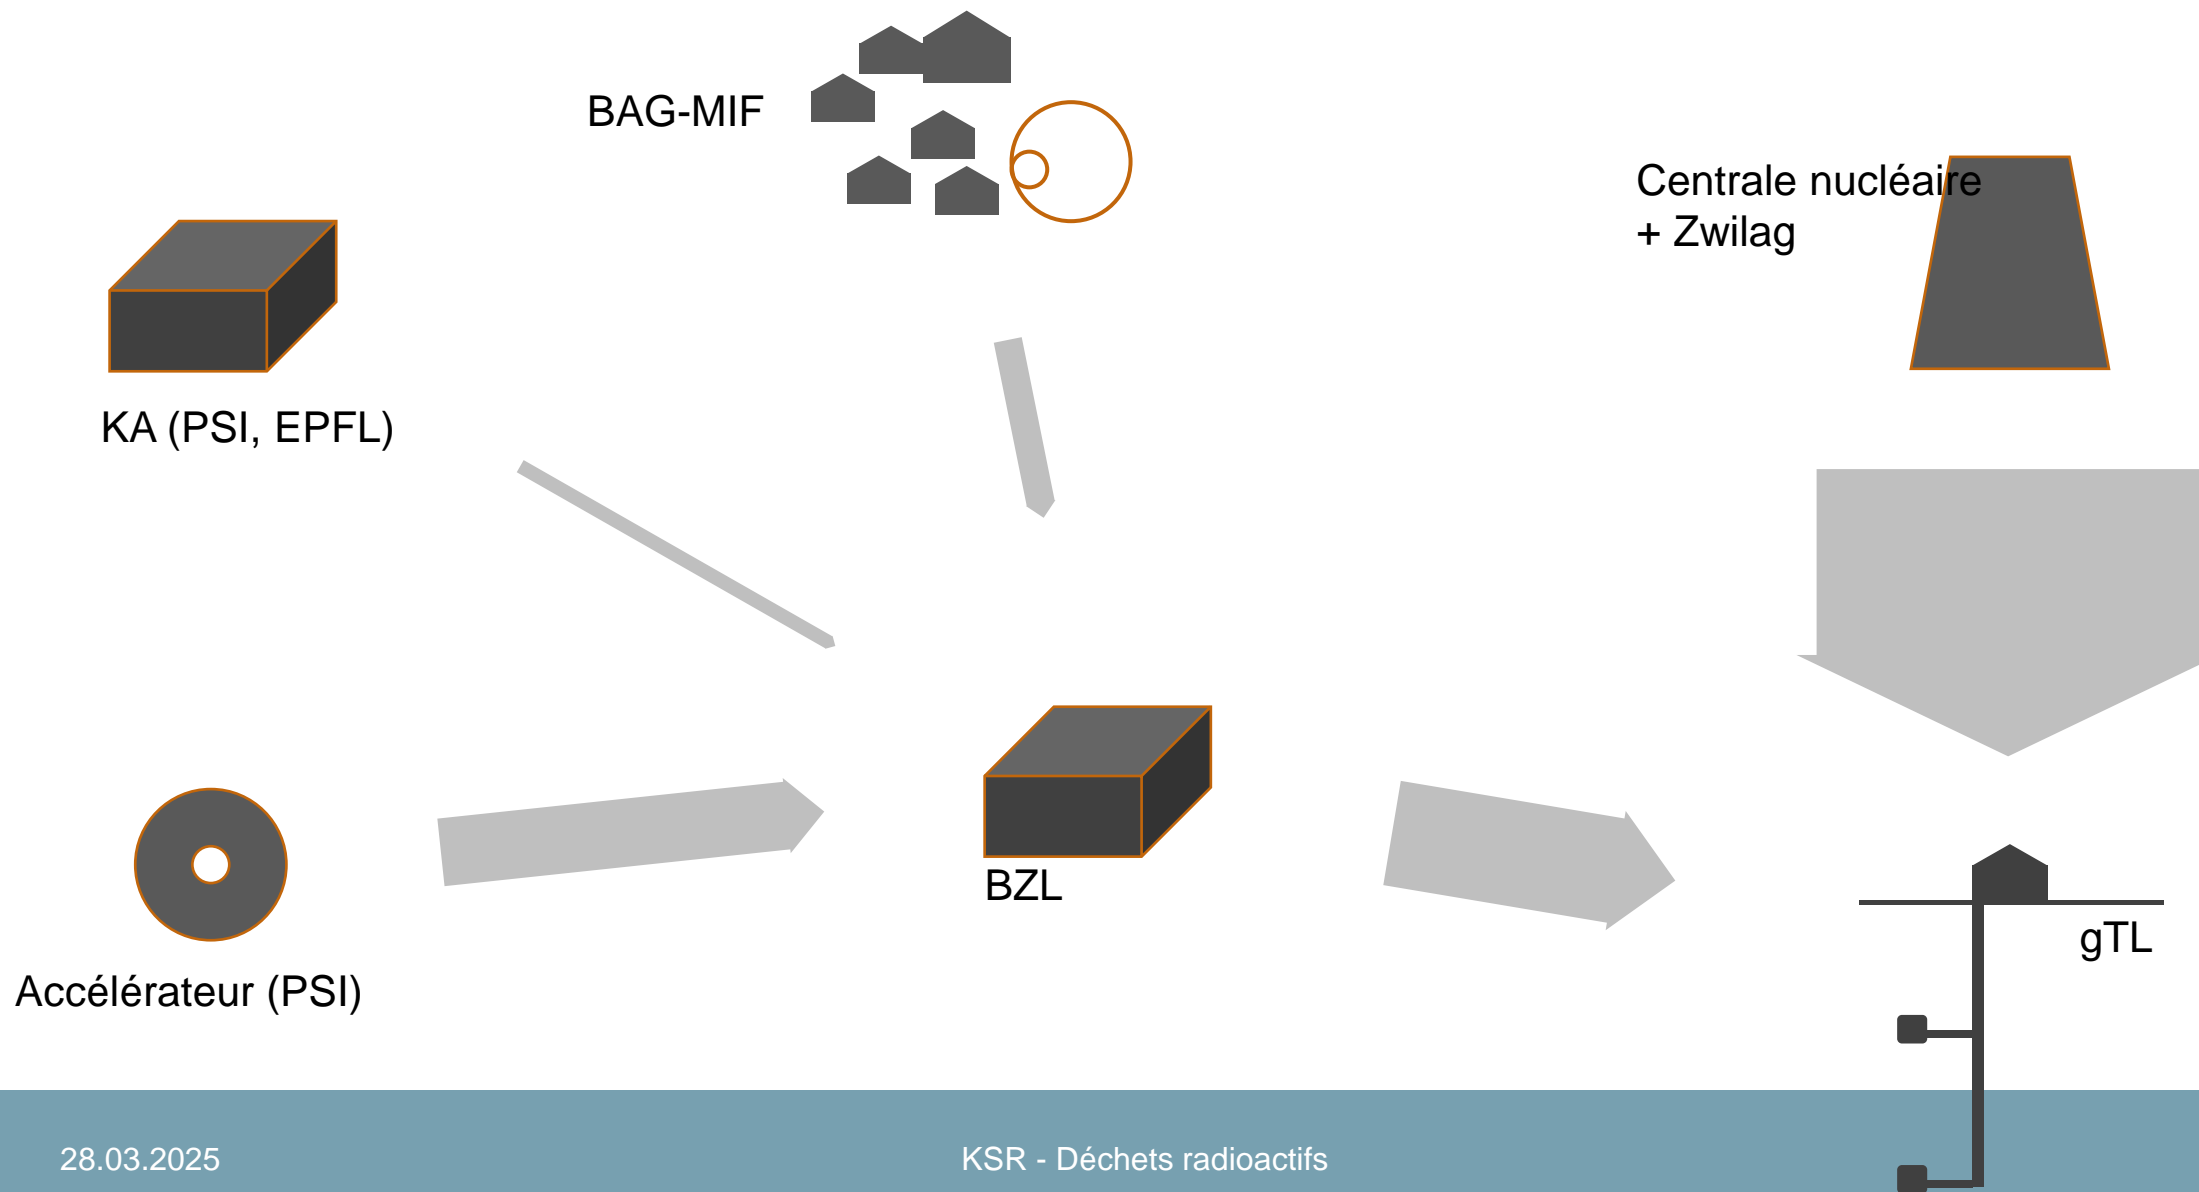 BAG-MIF
Centrale nucléaire
+ Zwilag
KA (PSI, EPFL)
BZL
gTL
Accélérateur (PSI)
28.03.2025
KSR - Déchets radioactifs